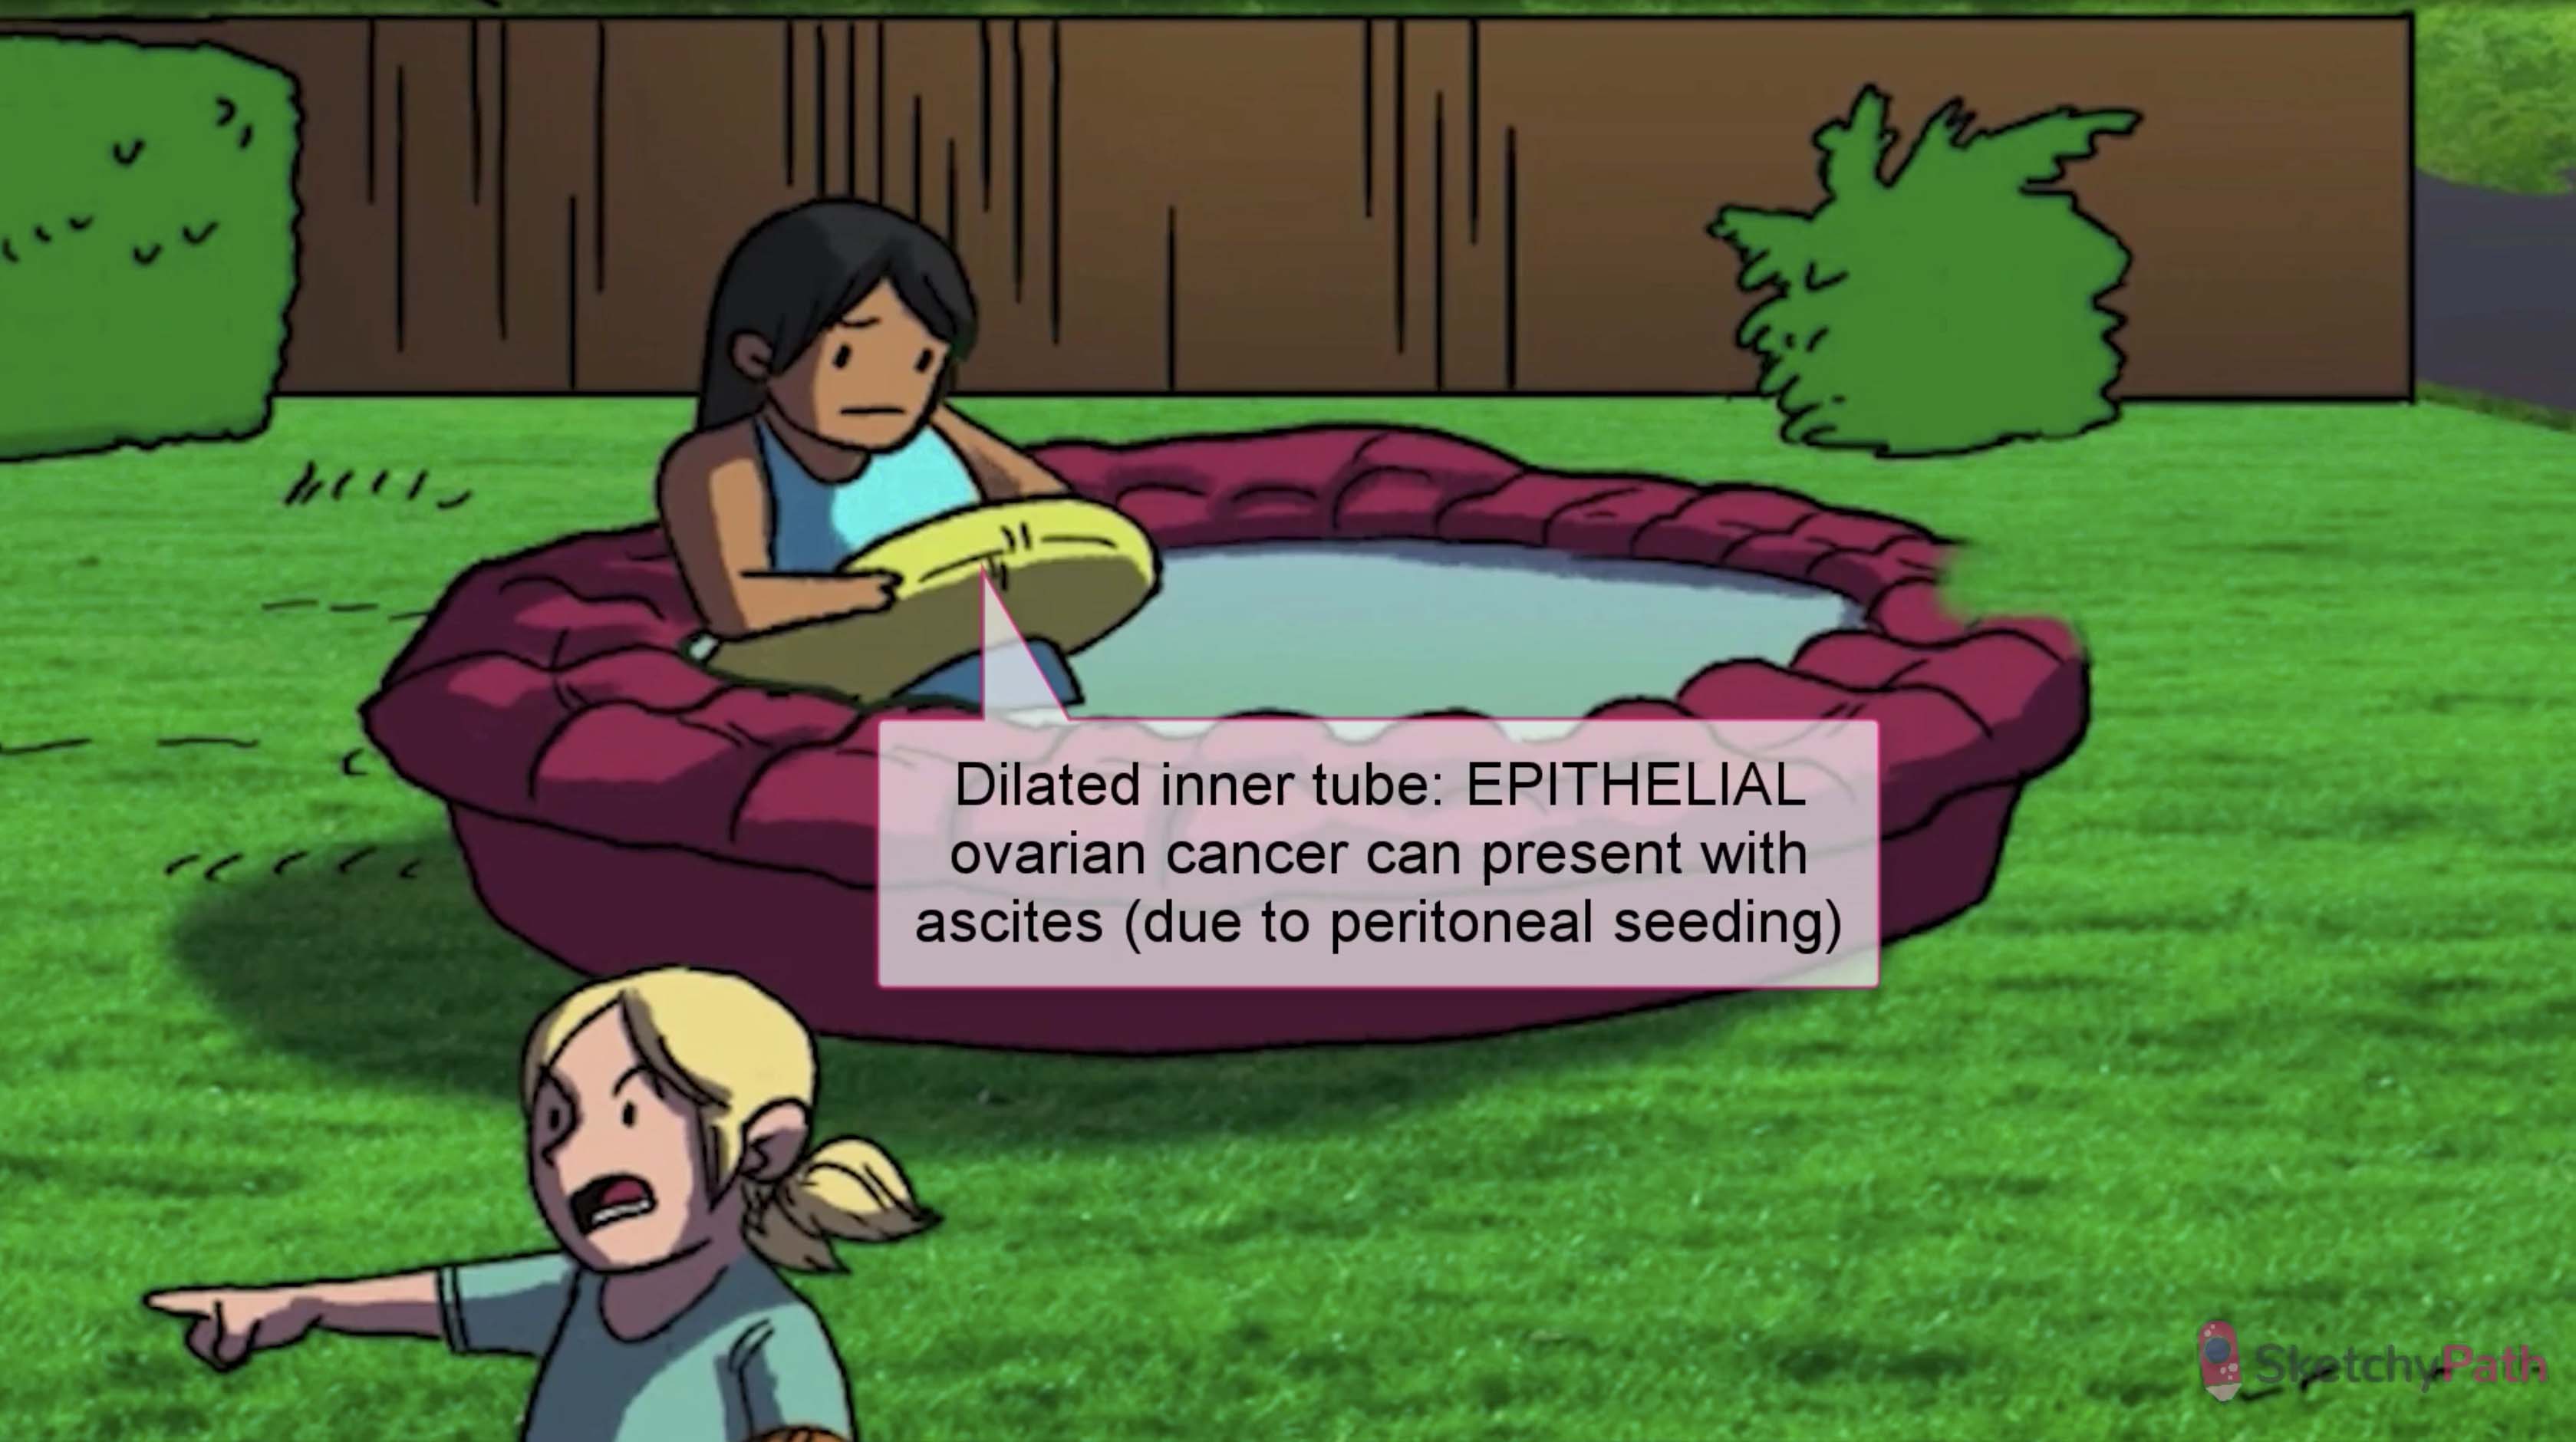 Dilated inner tube: EPITHELIAL
ovarian cancer can present with
ascites (due to peritoneal seeding)
SketchyPath